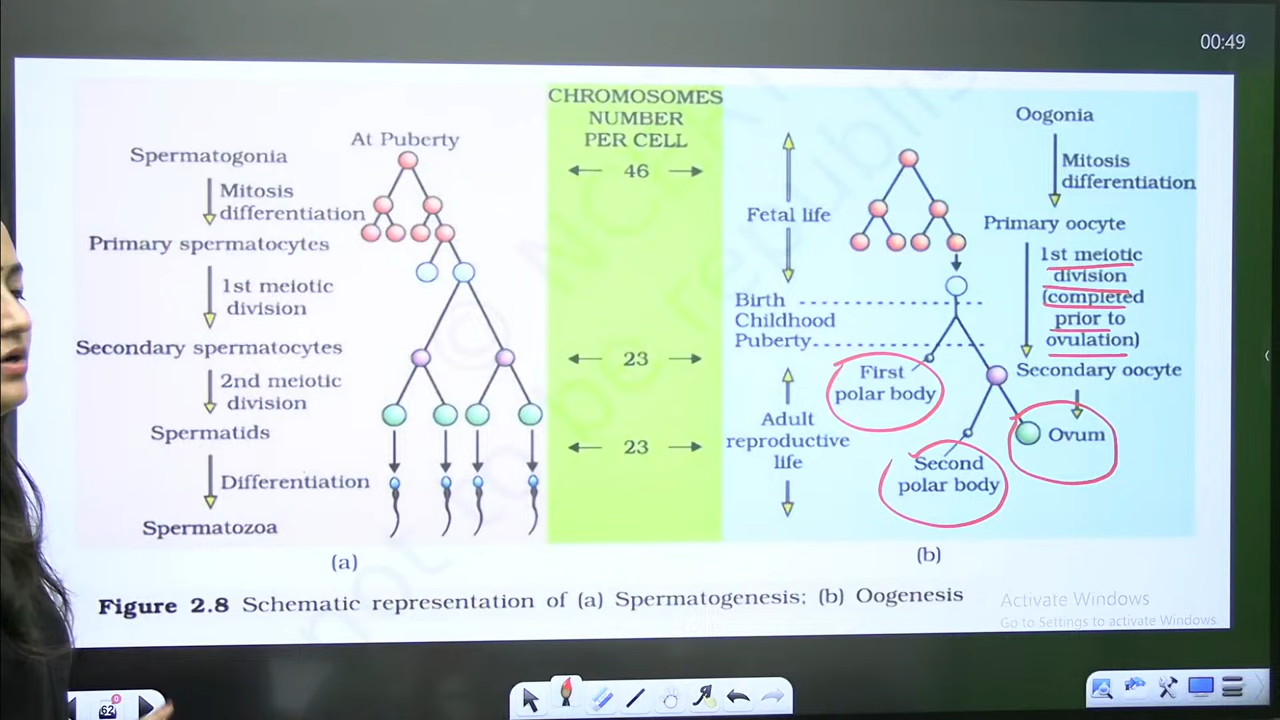 00:49
At Puberty
Spermatogonia
Mitosis
differentiation
Primary spermatocytes
1st meiotic
division
Secondary spermatocytes
2nd meiotic
division
Spermatids
Differentiation
Spermatozoa
(a)
CHROMOSOMES
NUMBER
PER CELL
46
23
23
Fetal life
Birth
Childhood
Puberty
Adult
reproductive
life
First
polar body
Second
polar body
Oogonia
Mitosis
differentiation
Primary oocyte
1st meiotic
division
(completed
prior to
ovulation)
Secondary oocyte
Ovum
(b)
Figure 2.8 Schematic representation of (a) Spermatogenesis; (b) Oogenesis
Activate Windows
Go to Settings to activate Windows.
62